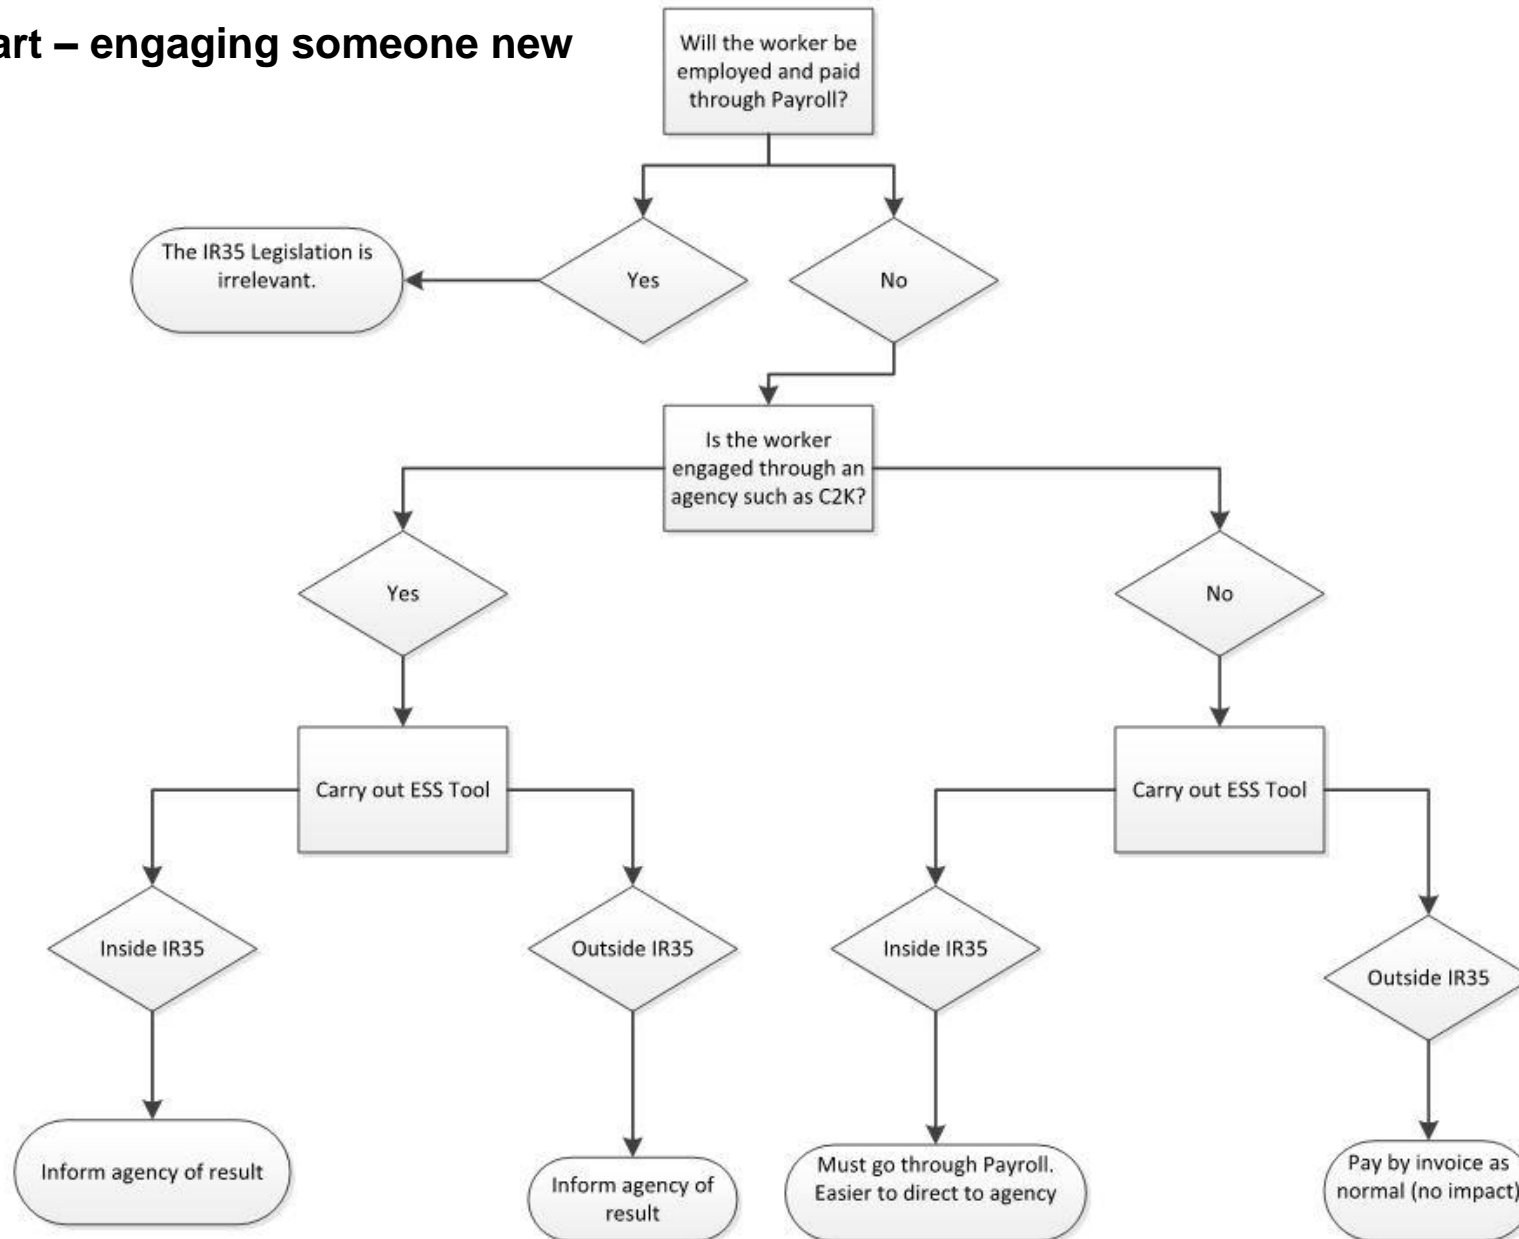 art – engaging someone new
Will the worker be
employed and paid
through Payroll?
The IR35 Legislation is
irrelevant.
Yes
No
Is the worker
engaged through an
agency such as C2K?
Yes
No
Carry out ESS Tool
Carry out ESS Tool
Inside IR35
Outside IR35
Inside IR35
Outside IR35
Inform agency of result
Inform agency of
result
Must go through Payroll.
Easier to direct to agency
Pay by invoice as
normal (no impact)